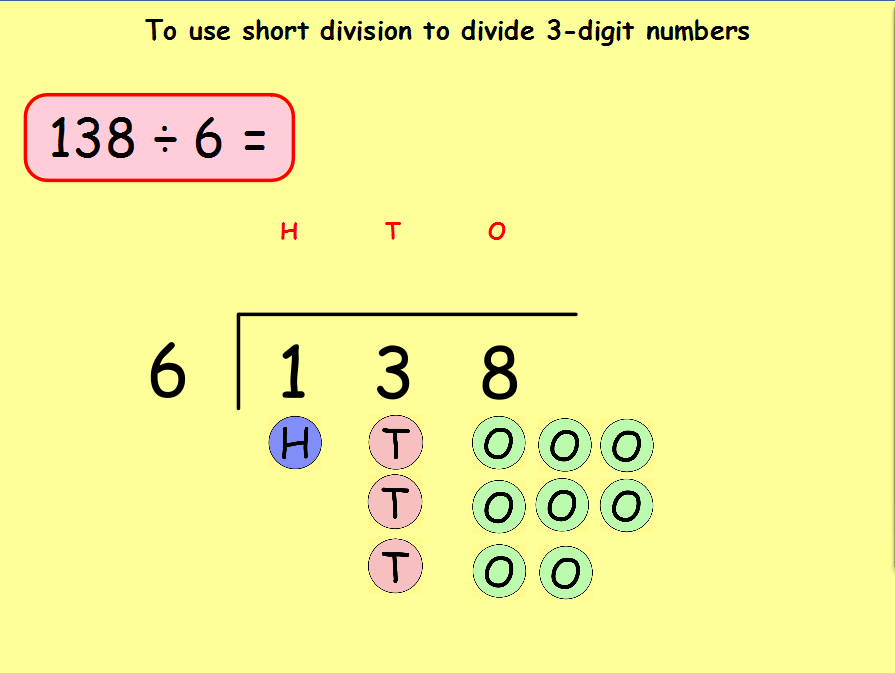 To use short division to divide 3-digit numbers
138 ÷ 6 =
H T O
6 1 3 8
H T O O O
T O O O
T O O